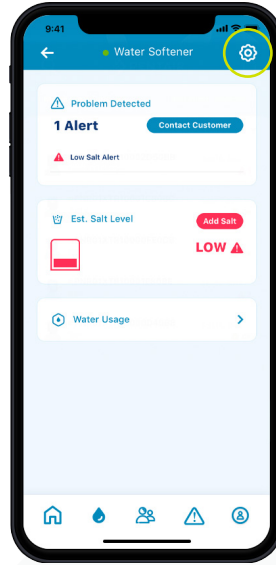 9:41
Water Softener
Problem Detected
1 Alert
Contact Customer
Low Salt Alert
Est. Salt Level
Add Salt
LOW
Water Usage